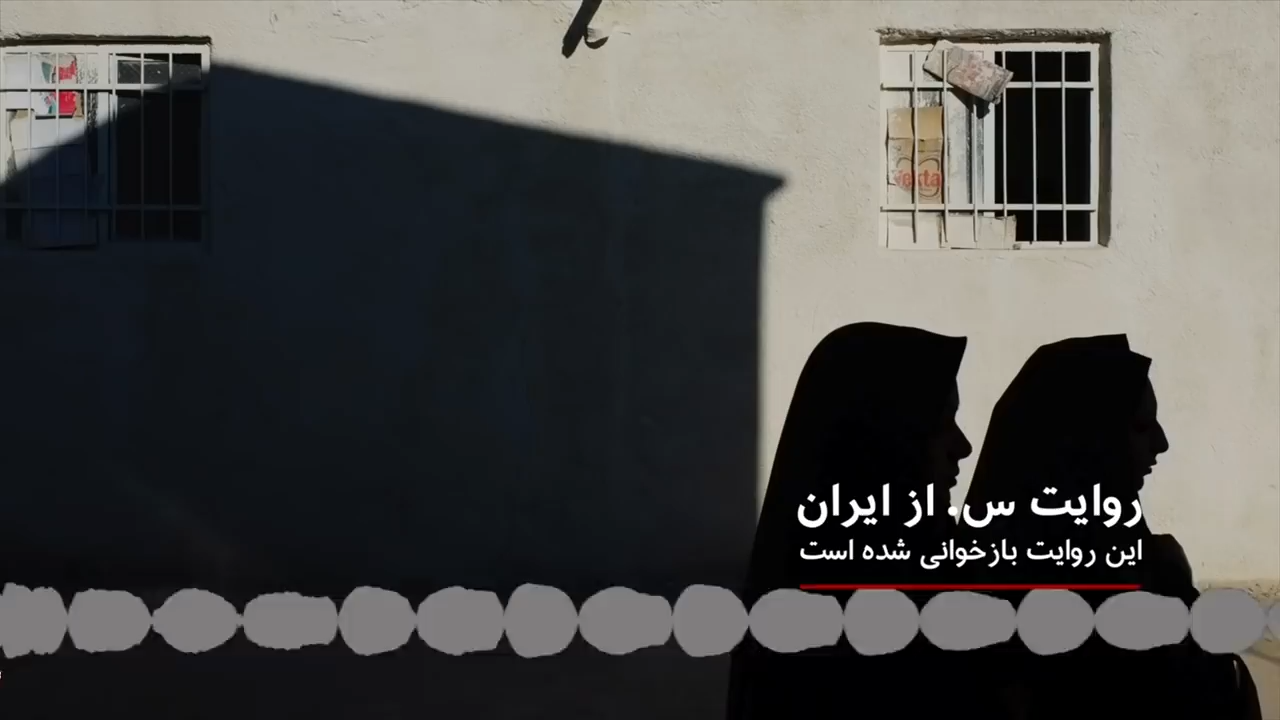 روایت س. از ایران
این روایت بازخوانی شده است